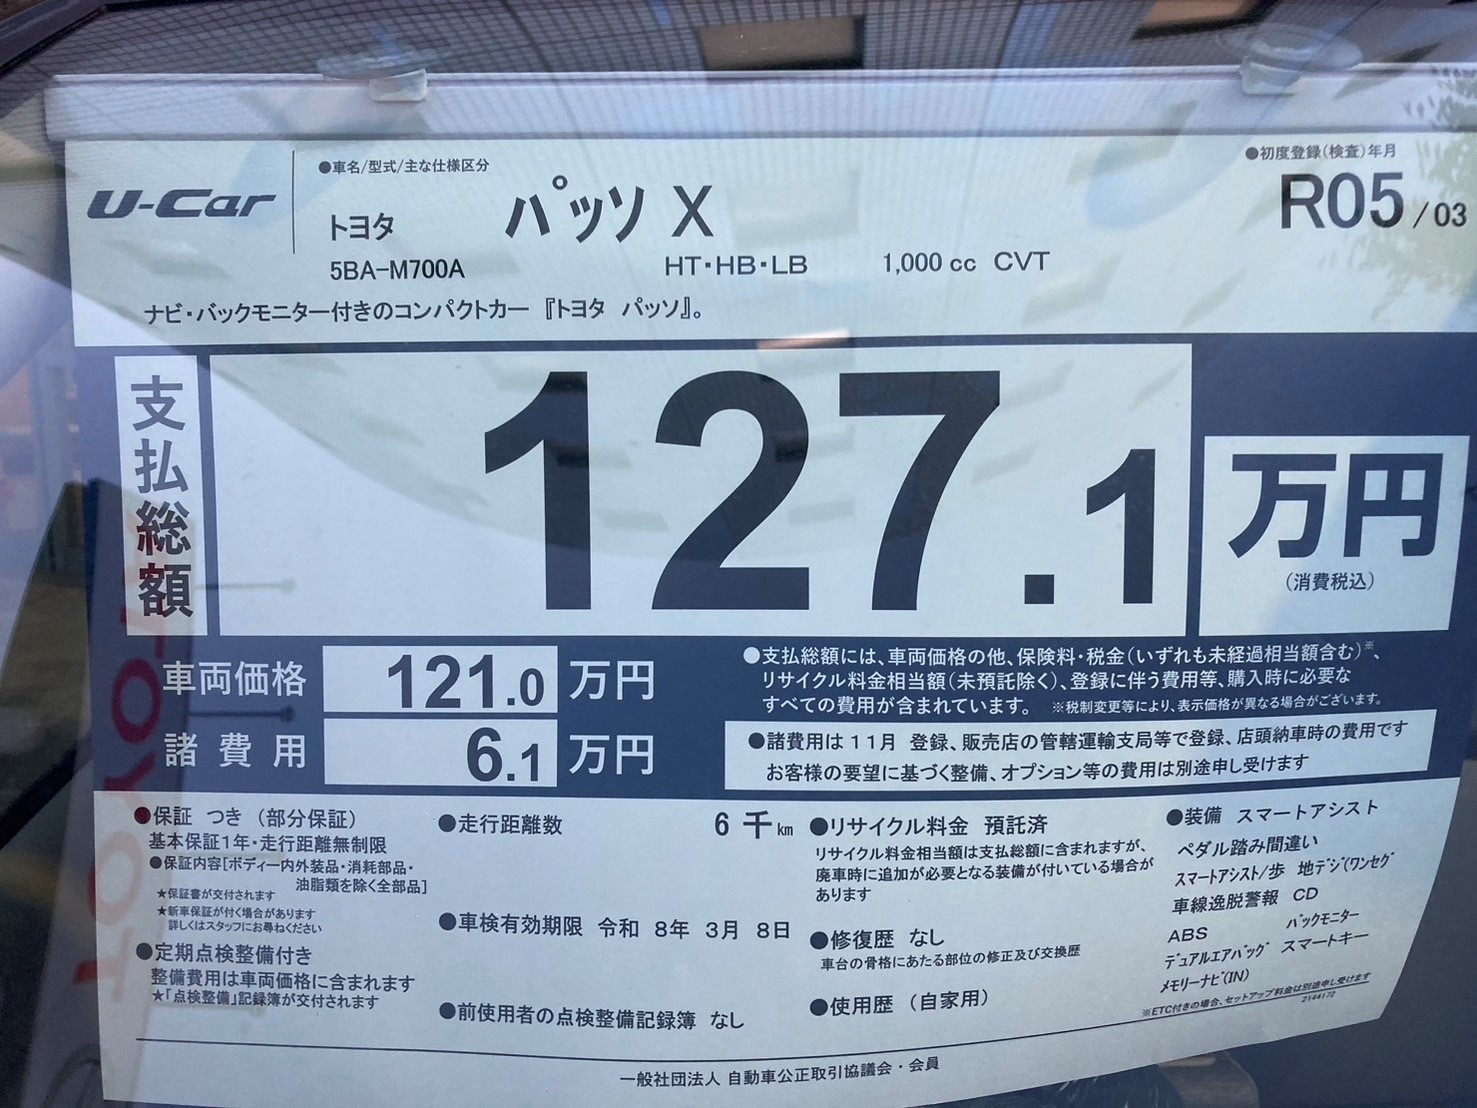 U-Car
●車名/型式/主な仕様区分
●初度登録(検査)年月
トヨタ パッソ X
R05/03
5BA-M700A HT・HB・LB 1,000 cc CVT
ナビ・バックモニター付きのコンパクトカー『トヨタ パッソ』。
支払総額
127.1
万円
(消費税込)
車両価格 121.0 万円
諸費用 6.1 万円
●支払総額には、車両価格の他、保険料・税金(いずれも未経過相当額含む)※、
リサイクル料金相当額(未預託除く)、登録に伴う費用等、購入時に必要な
すべての費用が含まれています。 ※税制変更等により、表示価格が異なる場合がございます。
●諸費用は11月 登録、販売店の管轄運輸支局等で登録、店頭納車時の費用です
お客様の要望に基づく整備、オプション等の費用は別途申し受けます
●保証 つき (部分保証)
基本保証1年・走行距離無制限
●保証内容[ボディー内外装品・消耗部品・
油脂類を除く全部品]
★保証書が交付されます
★新車保証が付く場合があります
詳しくはスタッフにお尋ねください
●定期点検整備付き
整備費用は車両価格に含まれます
★「点検整備」記録簿が交付されます
●走行距離数 6 千km
●車検有効期限 令和 8年 3月 8日
●前使用者の点検整備記録簿 なし
●リサイクル料金 預託済
リサイクル料金相当額は支払総額に含まれますが、
廃車時に追加が必要となる装備が付いている場合が
あります
●修復歴 なし
車台の骨格にあたる部位の修正及び交換歴
●使用歴 (自家用)
●装備 スマートアシスト
ペダル踏み間違い
スマートアシスト/歩 地デジ(ワンセグ
車線逸脱警報 CD
ABS バックモニター
デュアルエアバッグ スマートキー
メモリーナビ(IN)
※ETC付きの場合、セットアップ料金は別途申し受けます
2144172
一般社団法人 自動車公正取引協議会・会員